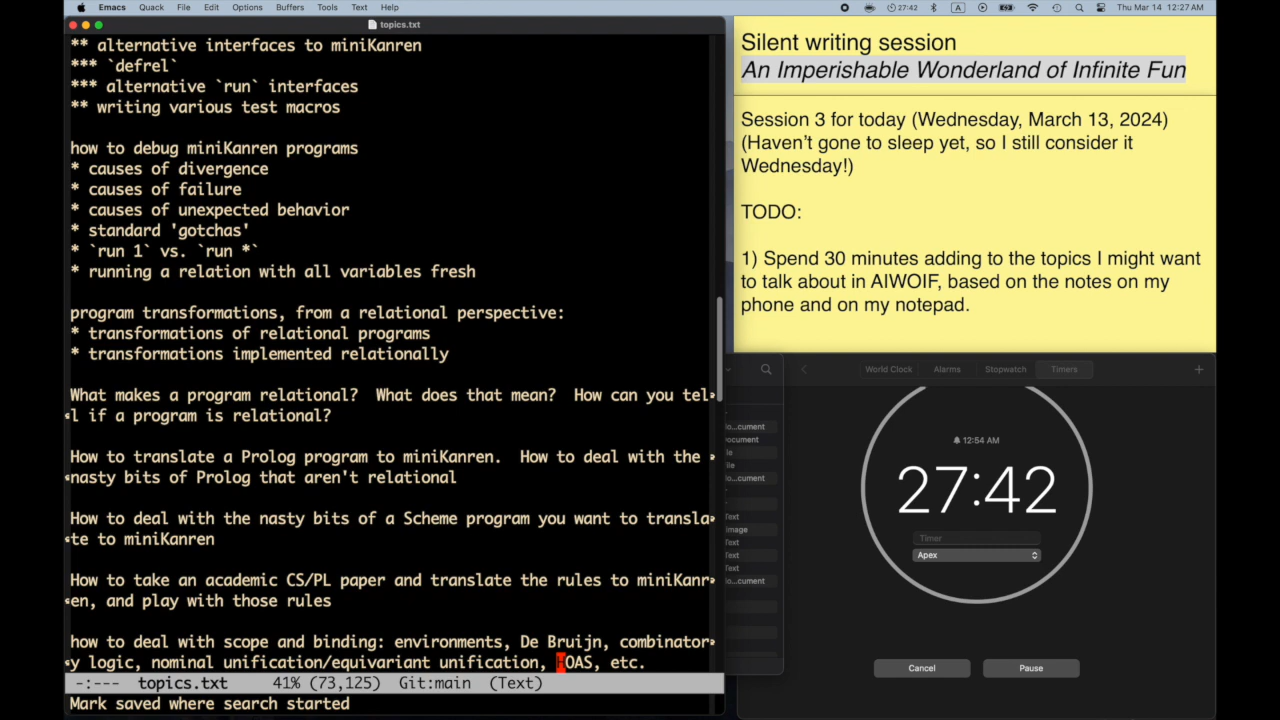 Emacs Quack File Edit Options Buffers Tools Text Help
27:42 A Thu Mar 14 12:27 AM
topics.txt
** alternative interfaces to miniKanren
*** `defrel`
*** alternative `run` interfaces
** writing various test macros
how to debug miniKanren programs
* causes of divergence
* causes of failure
* causes of unexpected behavior
* standard 'gotchas'
* `run 1` vs. `run *`
* running a relation with all variables fresh
program transformations, from a relational perspective:
* transformations of relational programs
* transformations implemented relationally
What makes a program relational?  What does that mean?  How can you tel
l if a program is relational?
How to translate a Prolog program to miniKanren.  How to deal with the
nasty bits of Prolog that aren't relational
How to deal with the nasty bits of a Scheme program you want to transla
te to miniKanren
How to take an academic CS/PL paper and translate the rules to miniKanr
en, and play with those rules
how to deal with scope and binding: environments, De Bruijn, combinator
y logic, nominal unification/equivariant unification, HOAS, etc.
-:--- topics.txt 41% (73,125) Git:main (Text)
Mark saved where search started
Silent writing session
An Imperishable Wonderland of Infinite Fun
Session 3 for today (Wednesday, March 13, 2024)
(Haven't gone to sleep yet, so I still consider it
Wednesday!)
TODO:
1) Spend 30 minutes adding to the topics I might want
to talk about in AIWOIF, based on the notes on my
phone and on my notepad.
World Clock Alarms Stopwatch Timers
12:54 AM
27:42
Timer
Apex
Cancel Pause
lo...cument
ocument
lo...cument
Text
mage
Text
Text
Text
lo...cument